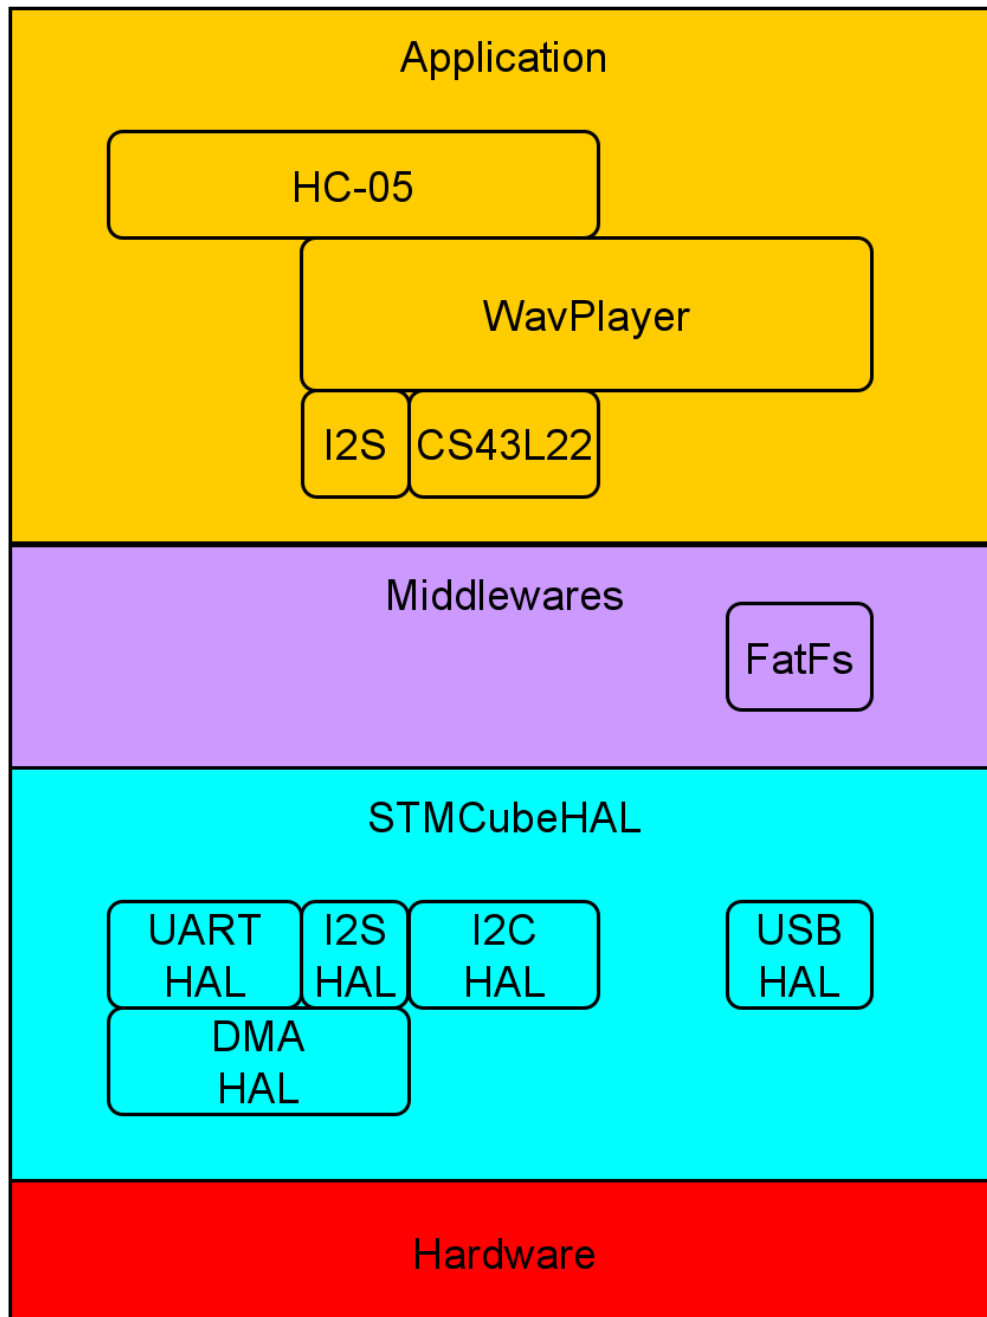 Application
HC-05
WavPlayer
I2S
CS43L22
Middlewares
FatFs
STMCubeHAL
UART
HAL
I2S
HAL
I2C
HAL
USB
HAL
DMA
HAL
Hardware